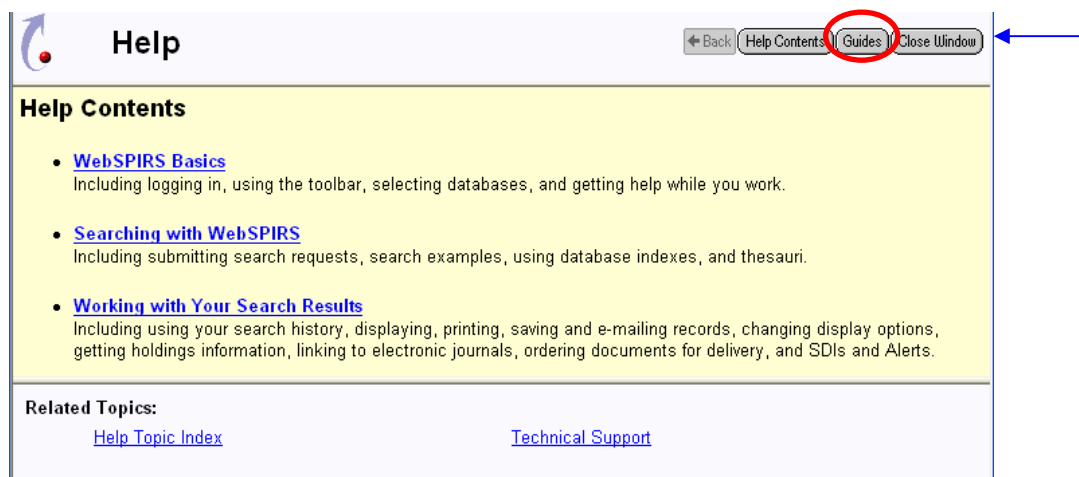 Help
Back Help Contents Guides Close Window
Help Contents
WebSPIRS Basics
Including logging in, using the toolbar, selecting databases, and getting help while you work.
Searching with WebSPIRS
Including submitting search requests, search examples, using database indexes, and thesauri.
Working with Your Search Results
Including using your search history, displaying, printing, saving and e-mailing records, changing display options,
getting holdings information, linking to electronic journals, ordering documents for delivery, and SDIs and Alerts.
Related Topics:
Help Topic Index Technical Support